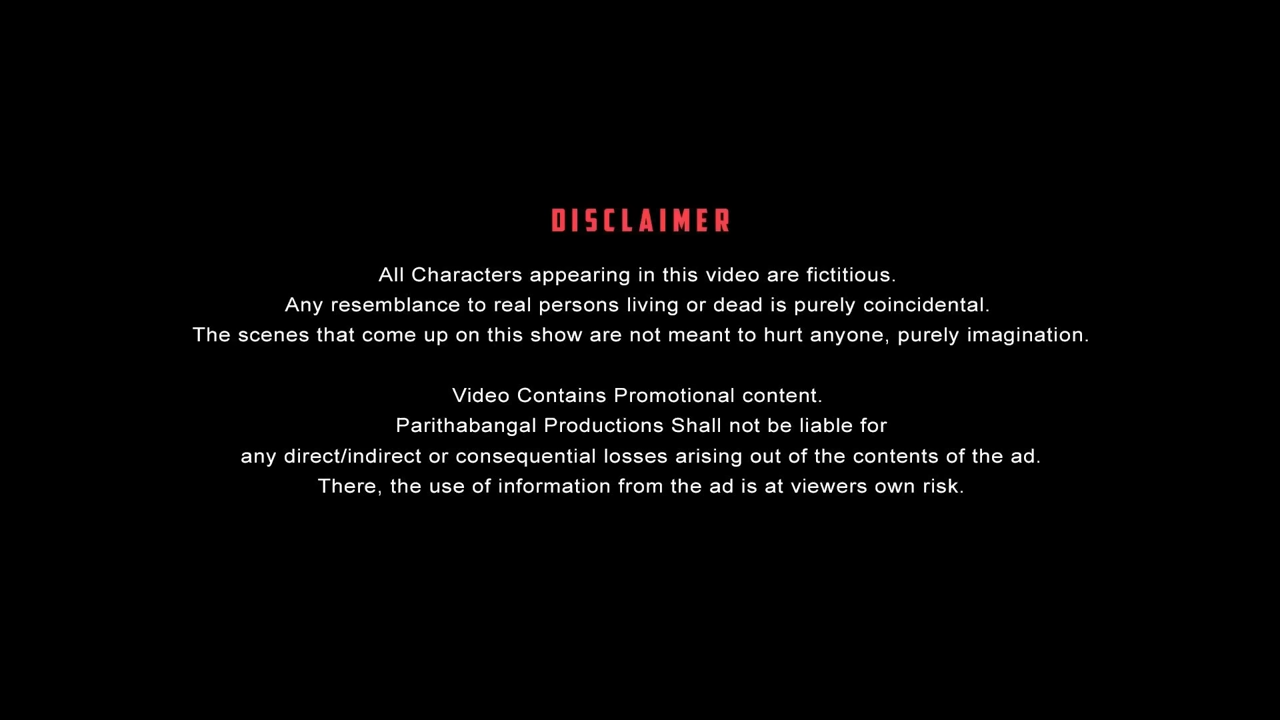 DISCLAIMER
All Characters appearing in this video are fictitious.
Any resemblance to real persons living or dead is purely coincidental.
The scenes that come up on this show are not meant to hurt anyone, purely imagination.
Video Contains Promotional content.
Parithabangal Productions Shall not be liable for
any direct/indirect or consequential losses arising out of the contents of the ad.
There, the use of information from the ad is at viewers own risk.